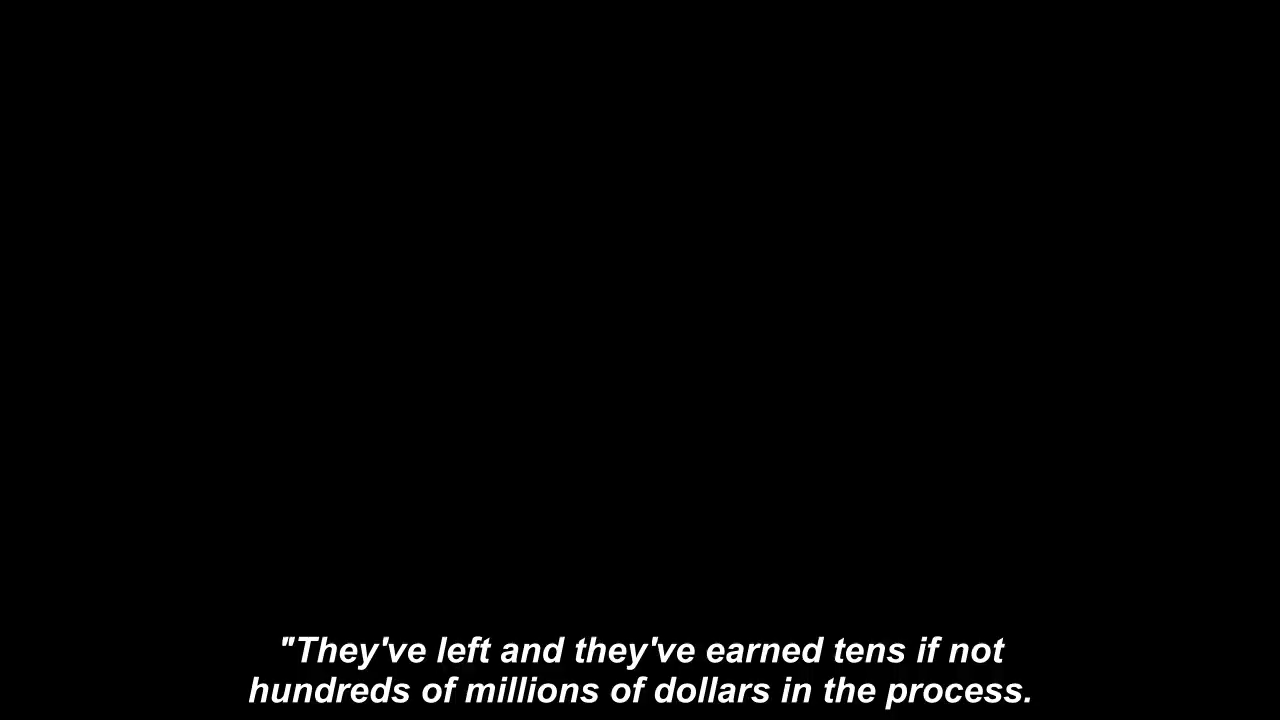 "They've left and they've earned tens if not
hundreds of millions of dollars in the process.